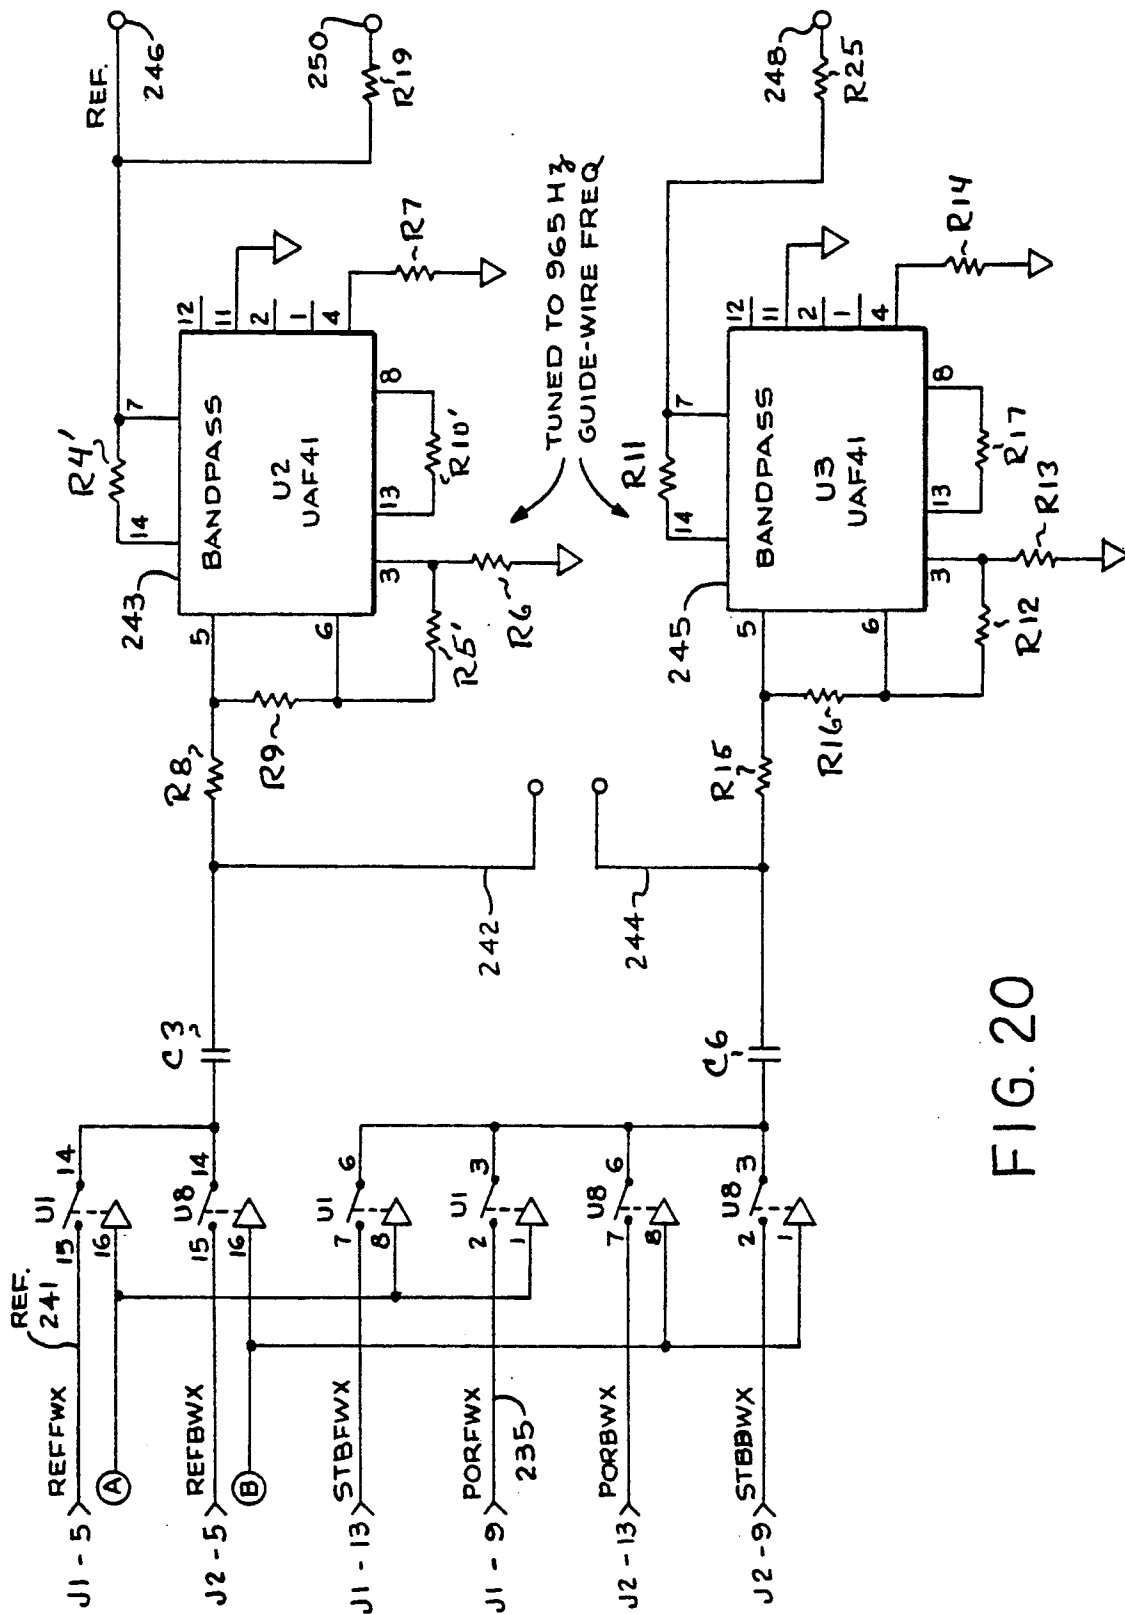 J1 - 5
REFFWX
REF.
241
15
U1
14
16
A
J2 - 5
REFBWX
15
U8
14
16
B
J1 - 13
STBFWX
7
U1
6
8
J1 - 9
PORFWX
235
2
U1
3
1
J2 - 13
PORBWX
7
U8
6
8
J2 - 9
STBBWX
2
U8
3
1
C3
C6
242
244
R8
R9
R5'
R6
243
5
6
3
14
R4'
7
BANDPASS
U2
UAF41
13
8
R10'
12
11
2
1
4
R7
REF.
246
250
R19
TUNED TO 965 Hz
GUIDE-WIRE FREQ
R15
R16
R12
R13
245
5
6
3
14
R11
7
BANDPASS
U3
UAF41
13
8
R17
12
11
2
1
4
R14
248
R25
FIG. 20